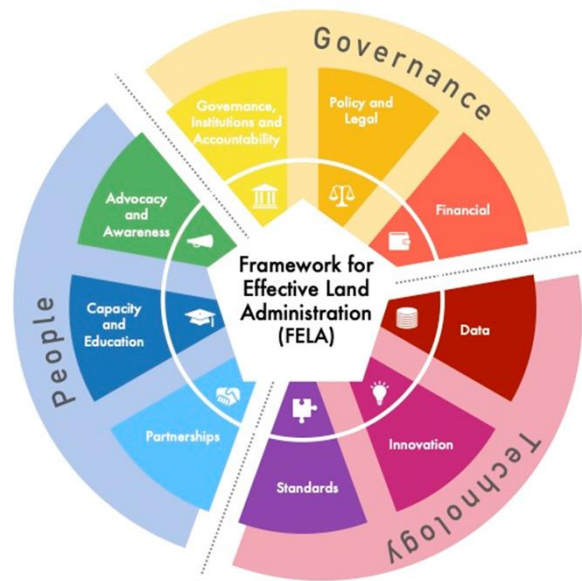 Governance
Governance,
Institutions and
Accountability
Policy and
Legal
Financial
Framework for
Effective Land
Administration
(FELA)
Data
Innovation
Standards
Technology
Partnerships
Capacity
and
Education
Advocacy
and
Awareness
People